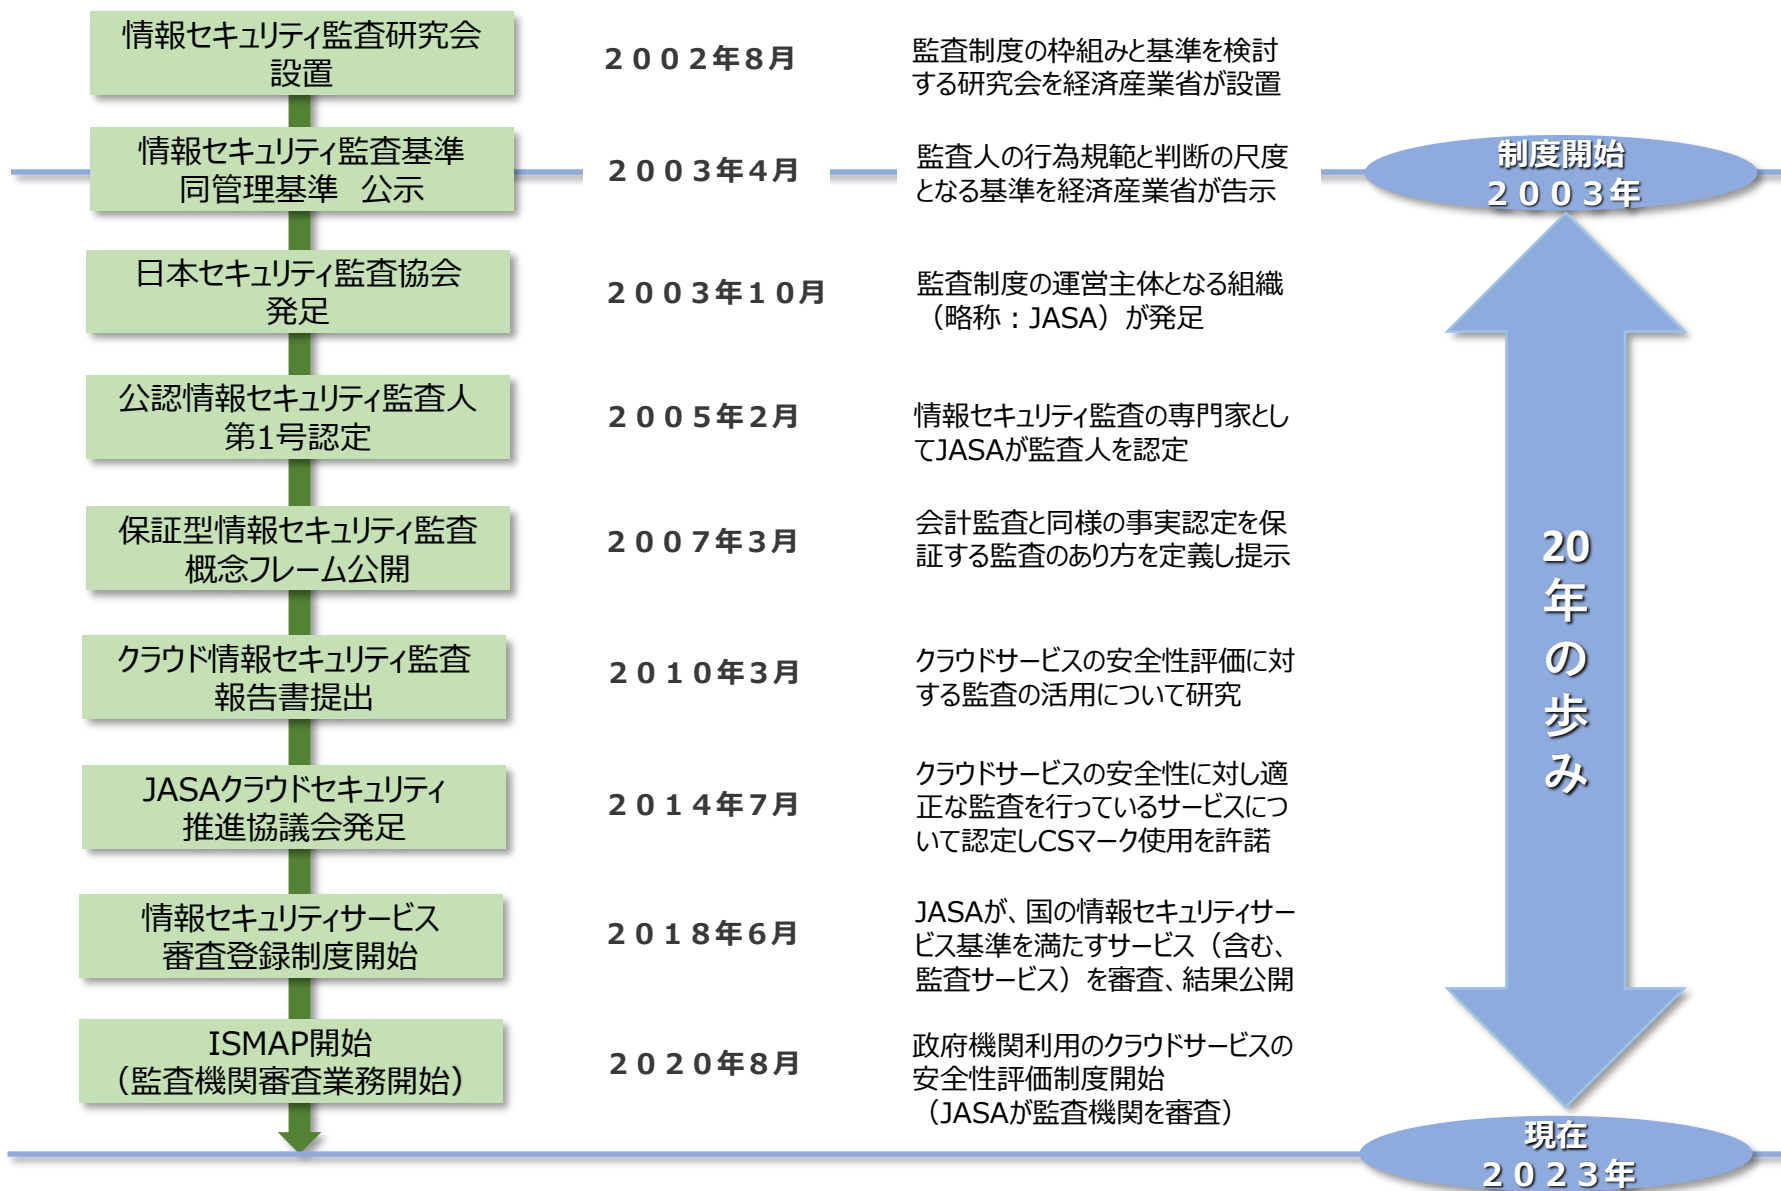 情報セキュリティ監査研究会
設置
２００２年８月
監査制度の枠組みと基準を検討
する研究会を経済産業省が設置
情報セキュリティ監査基準
同管理基準　公示
２００３年４月
監査人の行為規範と判断の尺度
となる基準を経済産業省が告示
制度開始
２００３年
日本セキュリティ監査協会
発足
２００３年１０月
監査制度の運営主体となる組織
（略称：JASA）が発足
公認情報セキュリティ監査人
第1号認定
２００５年２月
情報セキュリティ監査の専門家とし
てJASAが監査人を認定
保証型情報セキュリティ監査
概念フレーム公開
２００７年３月
会計監査と同様の事実認定を保
証する監査のあり方を定義し提示
20
年
の
歩
み
クラウド情報セキュリティ監査
報告書提出
２０１０年３月
クラウドサービスの安全性評価に対
する監査の活用について研究
JASAクラウドセキュリティ
推進協議会発足
２０１４年７月
クラウドサービスの安全性に対し適
正な監査を行っているサービスにつ
いて認定しCSマーク使用を許諾
情報セキュリティサービス
審査登録制度開始
２０１８年６月
JASAが、国の情報セキュリティサー
ビス基準を満たすサービス（含む、
監査サービス）を審査、結果公開
ISMAP開始
（監査機関審査業務開始）
２０２０年８月
政府機関利用のクラウドサービスの
安全性評価制度開始
（JASAが監査機関を審査）
現在
２０２３年